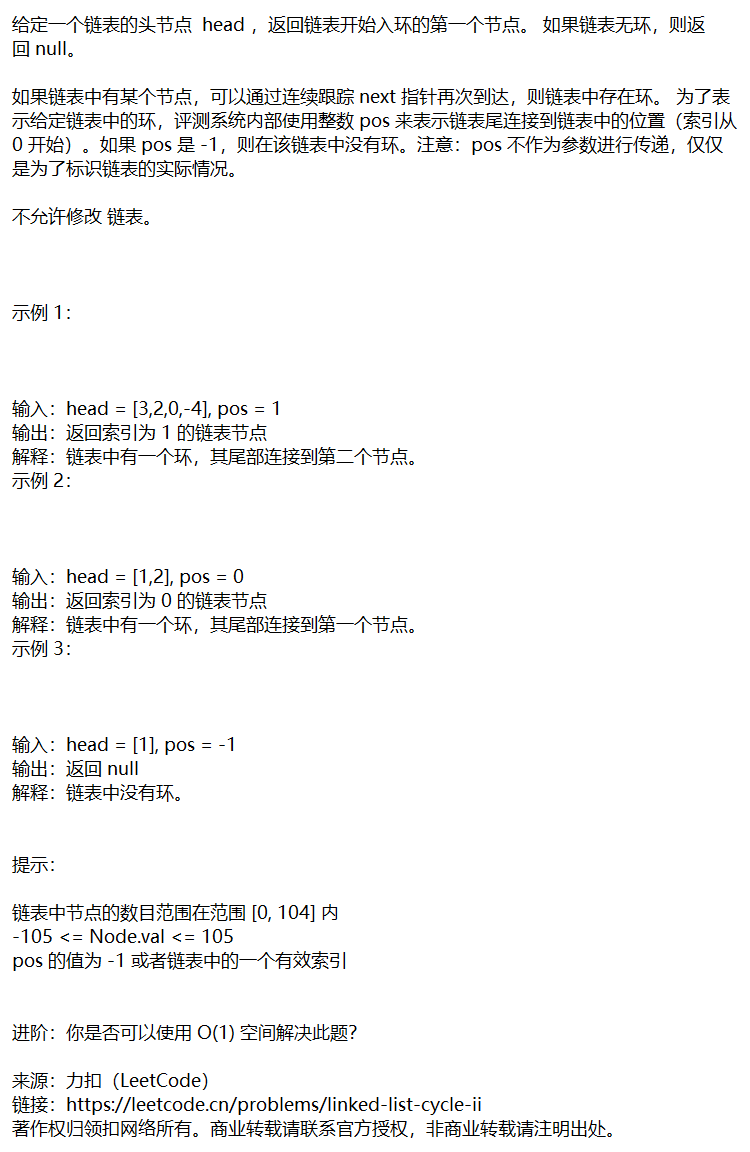 给定一个链表的头节点  head ，返回链表开始入环的第一个节点。 如果链表无环，则返
回 null。
如果链表中有某个节点，可以通过连续跟踪 next 指针再次到达，则链表中存在环。 为了表
示给定链表中的环，评测系统内部使用整数 pos 来表示链表尾连接到链表中的位置（索引从
0 开始）。如果 pos 是 -1，则在该链表中没有环。注意：pos 不作为参数进行传递，仅仅
是为了标识链表的实际情况。
不允许修改 链表。
示例 1：
输入：head = [3,2,0,-4], pos = 1
输出：返回索引为 1 的链表节点
解释：链表中有一个环，其尾部连接到第二个节点。
示例 2：
输入：head = [1,2], pos = 0
输出：返回索引为 0 的链表节点
解释：链表中有一个环，其尾部连接到第一个节点。
示例 3：
输入：head = [1], pos = -1
输出：返回 null
解释：链表中没有环。
提示：
链表中节点的数目范围在范围 [0, 104] 内
-105 <= Node.val <= 105
pos 的值为 -1 或者链表中的一个有效索引
进阶：你是否可以使用 O(1) 空间解决此题？
来源：力扣（LeetCode）
链接：https://leetcode.cn/problems/linked-list-cycle-ii
著作权归领扣网络所有。商业转载请联系官方授权，非商业转载请注明出处。